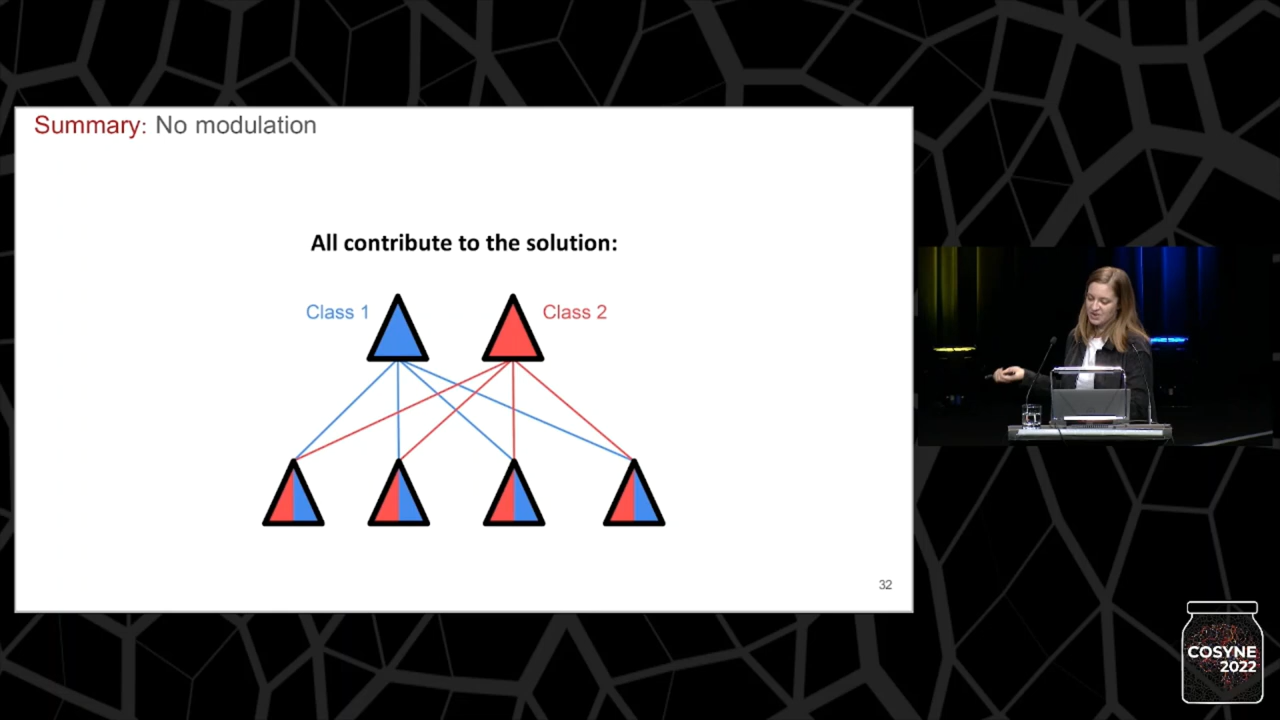 Summary: No modulation
All contribute to the solution:
Class 1
Class 2
32
COSYNE
2022